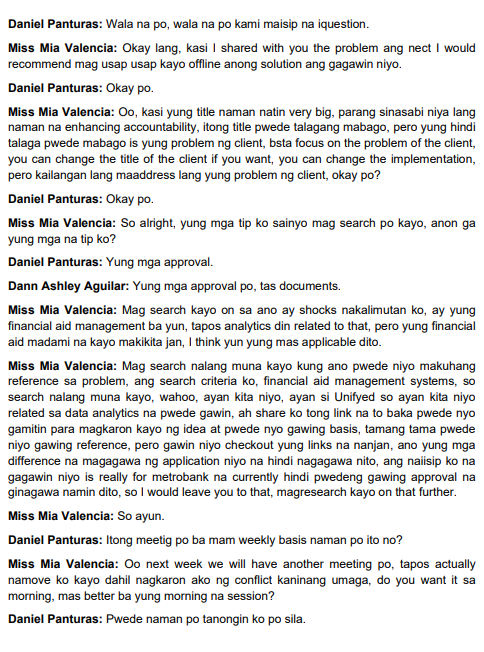 Daniel Panturas: Wala na po, wala na po kami maisip na iquestion.
Miss Mia Valencia: Okay lang, kasi I shared with you the problem ang nect I would
recommend mag usap usap kayo offline anong solution ang gagawin niyo.
Daniel Panturas: Okay po.
Miss Mia Valencia: Oo, kasi yung title naman natin very big, parang sinasabi niya lang
naman na enhancing accountability, itong title pwede talagang mabago, pero yung hindi
talaga pwede mabago is yung problem ng client, bsta focus on the problem of the client,
you can change the title of the client if you want, you can change the implementation,
pero kailangan lang maaddress lang yung problem ng client, okay po?
Daniel Panturas: Okay po.
Miss Mia Valencia: So alright, yung mga tip ko sainyo mag search po kayo, anon ga
yung mga na tip ko?
Daniel Panturas: Yung mga approval.
Dann Ashley Aguilar: Yung mga approval po, tas documents.
Miss Mia Valencia: Mag search kayo on sa ano ay shocks nakalimutan ko, ay yung
financial aid management ba yun, tapos analytics din related to that, pero yung financial
aid madami na kayo makikita jan, I think yun yung mas applicable dito.
Miss Mia Valencia: Mag search nalang muna kayo kung ano pwede niyo makuhang
reference sa problem, ang search criteria ko, financial aid management systems, so
search nalang muna kayo, wahoo, ayan kita niyo, ayan si Unifyed so ayan kita niyo
related sa data analytics na pwede gawin, ah share ko tong link na to baka pwede nyo
gamitin para magkaron kayo ng idea at pwede nyo gawing basis, tamang tama pwede
niyo gawing reference, pero gawin niyo checkout yung links na nanjan, ano yung mga
difference na magagawa ng application niyo na hindi nagagawa nito, ang naiisip ko na
gagawin niyo is really for metrobank na currently hindi pwedeng gawing approval na
ginagawa namin dito, so I would leave you to that, magresearch kayo on that further.
Miss Mia Valencia: So ayun.
Daniel Panturas: Itong meetig po ba mam weekly basis naman po ito no?
Miss Mia Valencia: Oo next week we will have another meeting po, tapos actually
namove ko kayo dahil nagkaron ako ng conflict kaninang umaga, do you want it sa
morning, mas better ba yung morning na session?
Daniel Panturas: Pwede naman po tanongin ko po sila.